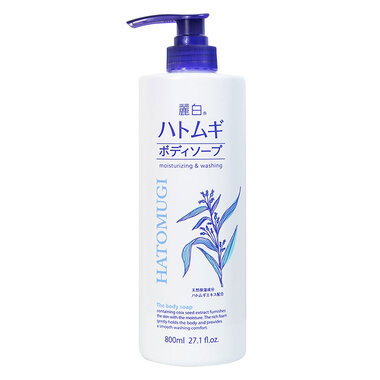 麗白®
ハトムギ
ボディソープ
moisturizing & washing
HATOMUGI
天然保湿成分
ハトムギエキス配合
The body soap
containing coix seed extract furnishes
the skin with the moisture. The rich foam
gently holds the body and provides
a smooth washing comfort.
800ml 27.1 fl.oz.